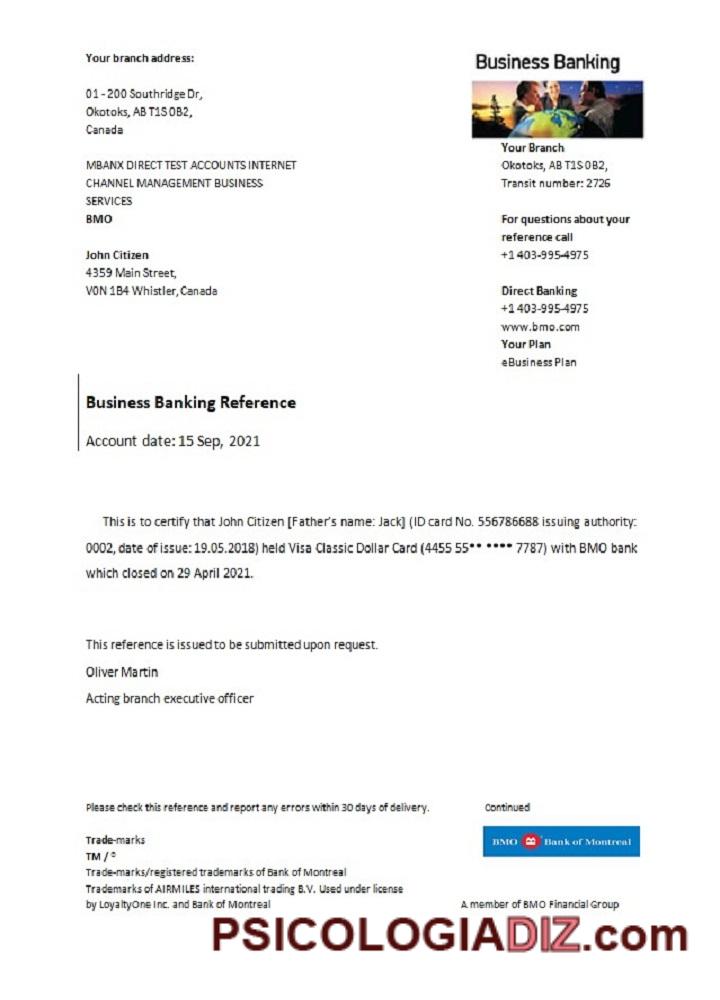 Your branch address:
01 - 200 Southridge Dr,
Okotoks, AB T1S 0B2,
Canada
MBANX DIRECT TEST ACCOUNTS INTERNET
CHANNEL MANAGEMENT BUSINESS
SERVICES
BMO
John Citizen
4359 Main Street,
V0N 1B4 Whistler, Canada
Business Banking
Your Branch
Okotoks, AB T1S 0B2,
Transit number: 2726
For questions about your
reference call
+1 403-995-4975
Direct Banking
+1 403-995-4975
www.bmo.com
Your Plan
eBusiness Plan
Business Banking Reference
Account date: 15 Sep, 2021
This is to certify that John Citizen [Father's name: Jack] (ID card No. 556786688 issuing authority:
0002, date of issue: 19.05.2018) held Visa Classic Dollar Card (4455 55** **** 7787) with BMO bank
which closed on 29 April 2021.
This reference is issued to be submitted upon request.
Oliver Martin
Acting branch executive officer
Please check this reference and report any errors within 30 days of delivery.
Continued
Trade-marks
TM / ©
Trade-marks/registered trademarks of Bank of Montreal
Trademarks of AIRMILES international trading B.V. Used under license
by LoyaltyOne Inc. and Bank of Montreal
BMO Bank of Montreal
A member of BMO Financial Group
PSICOLOGIADIZ.com